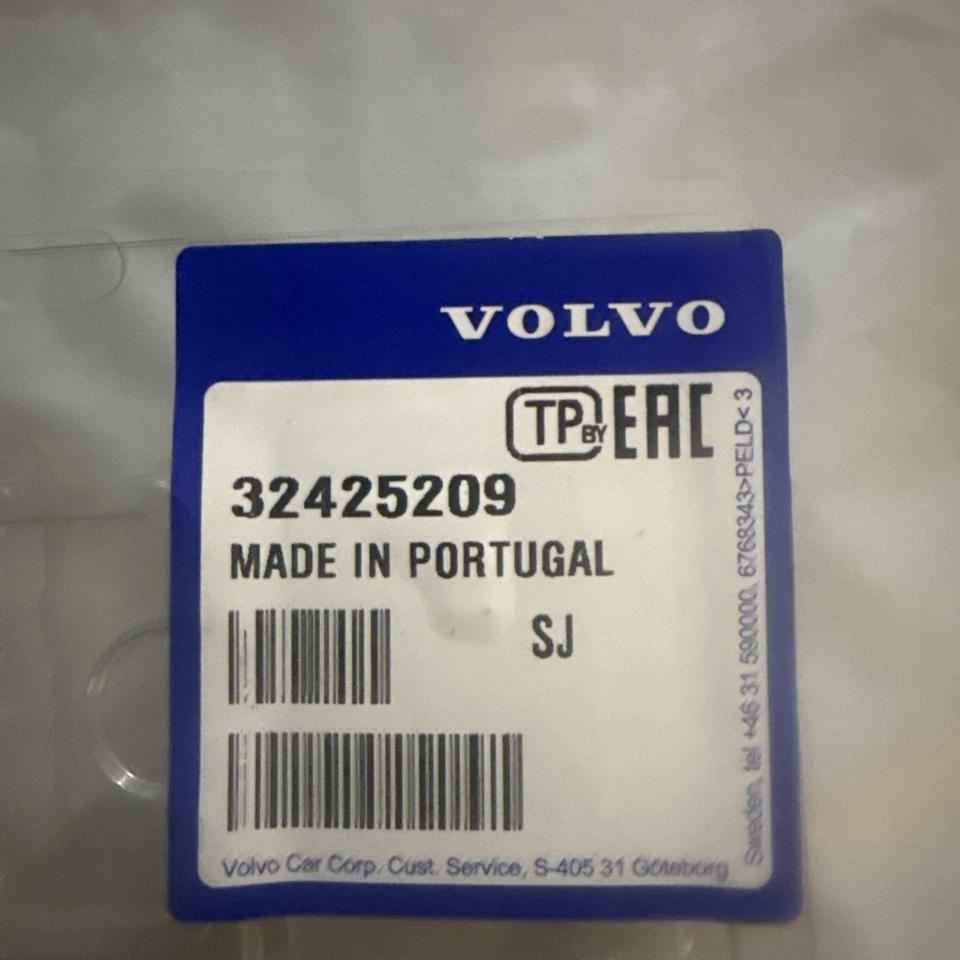 VOLVO
TP BY EAC
32425209
MADE IN PORTUGAL
SJ
Volvo Car Corp. Cust. Service, S-405 31 Göteborg
Sweden, tel +46 31 590000, 6768343>PELD< 3